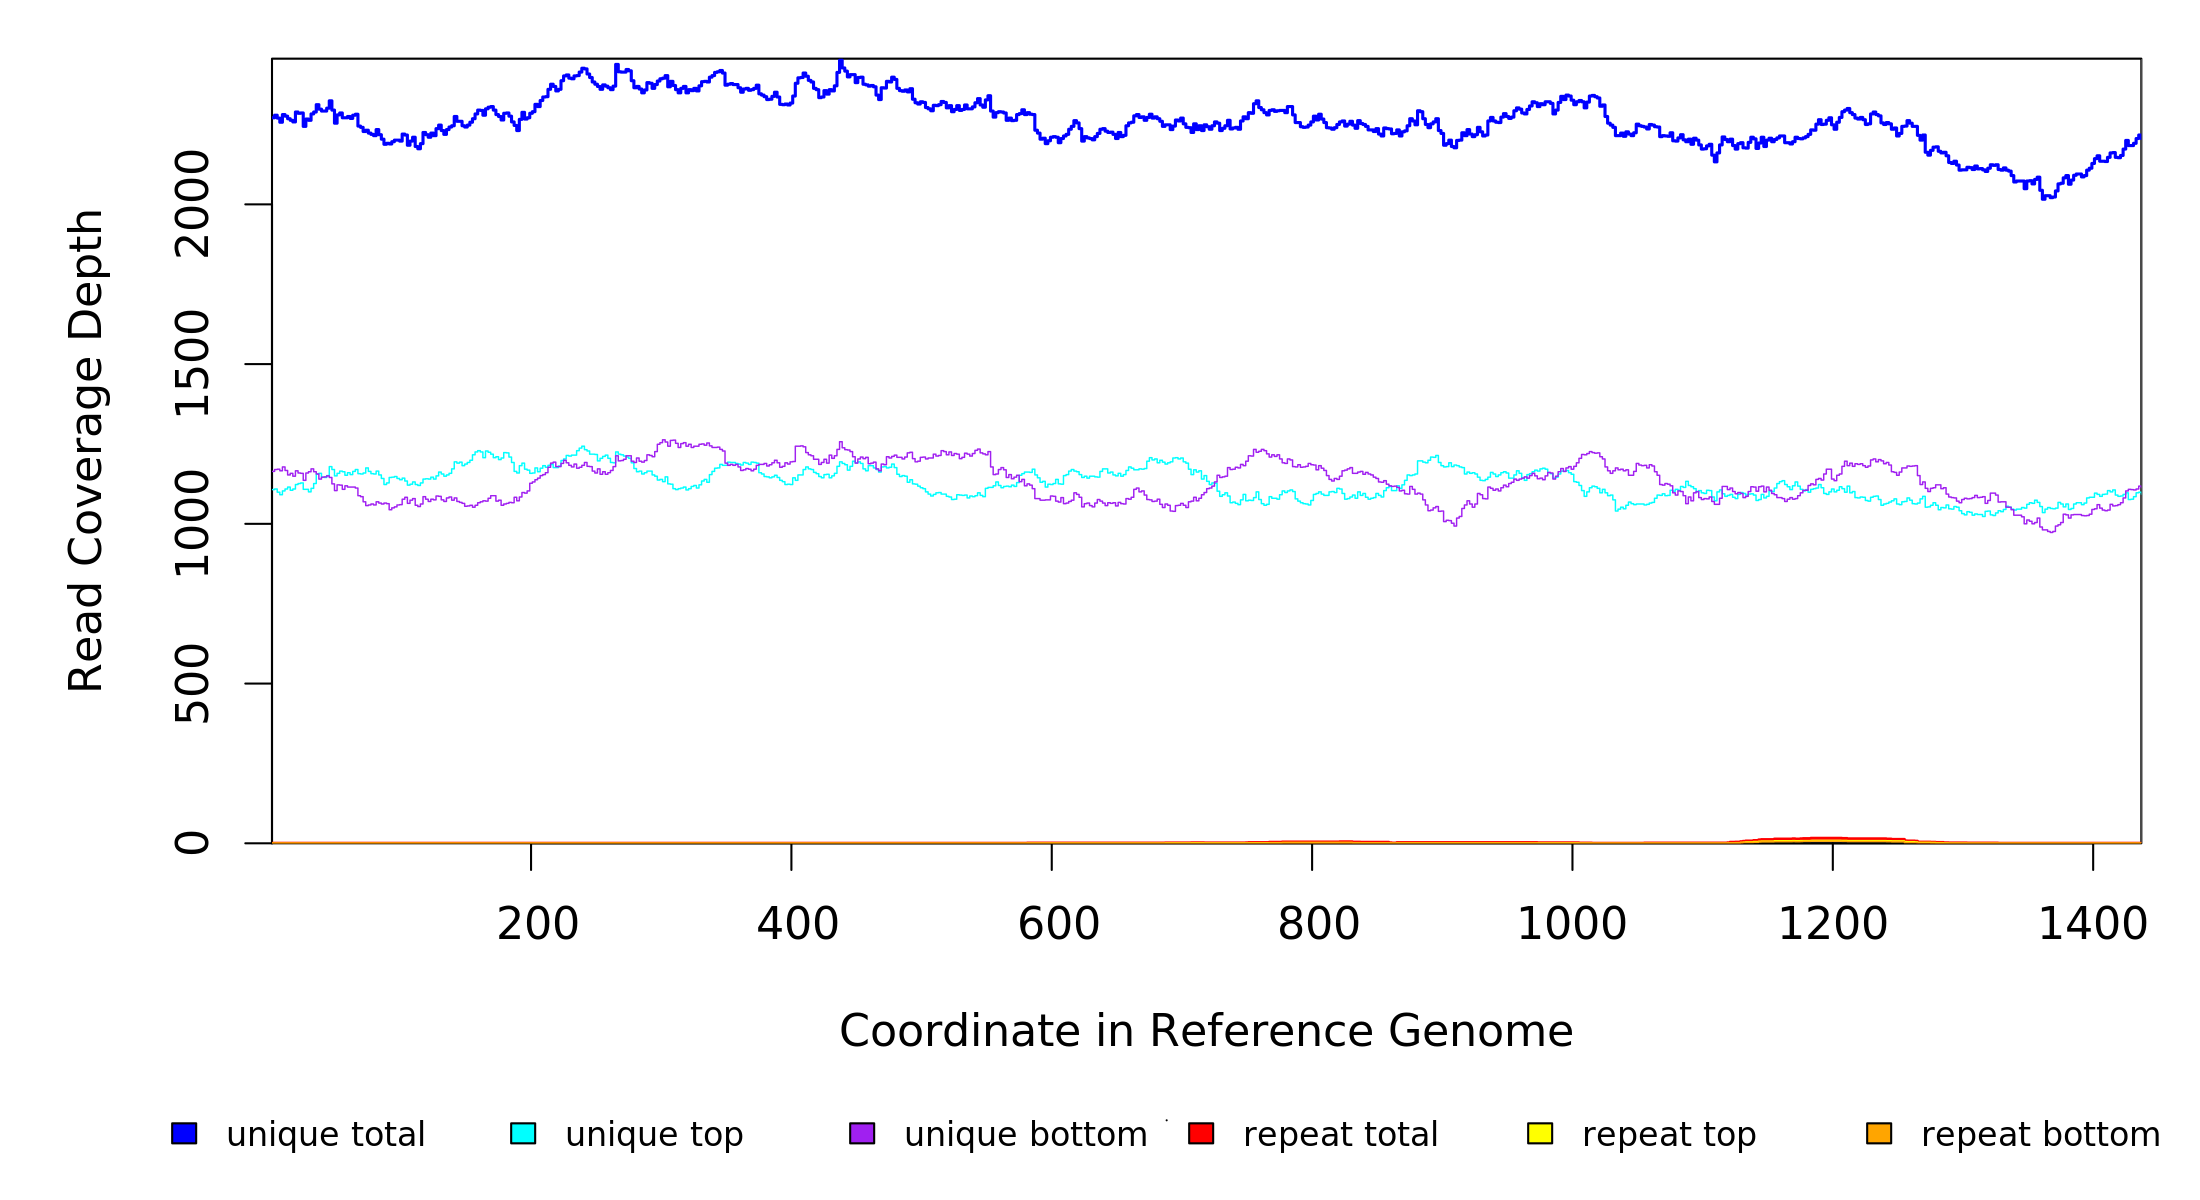 Read Coverage Depth
2000
1500
1000
500
0
200 400 600 800 1000 1200 1400
Coordinate in Reference Genome
unique total unique top unique bottom repeat total repeat top repeat bottom